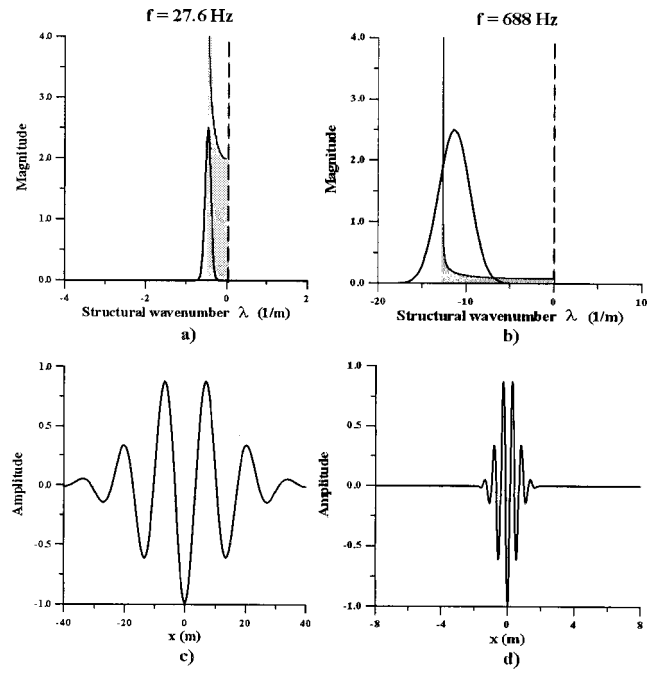 f = 27.6 Hz
f = 688 Hz
4.0
3.0
2.0
1.0
0.0
Magnitude
-4
-2
0
2
Structural wavenumber λ (1/m)
a)
4.0
3.0
2.0
1.0
0.0
Magnitude
-20
-10
0
10
Structural wavenumber λ (1/m)
b)
1.0
0.5
0.0
-0.5
-1.0
Amplitude
-40
-20
0
20
40
x (m)
c)
1.0
0.5
0.0
-0.5
-1.0
Amplitude
-8
-4
0
4
8
x (m)
d)